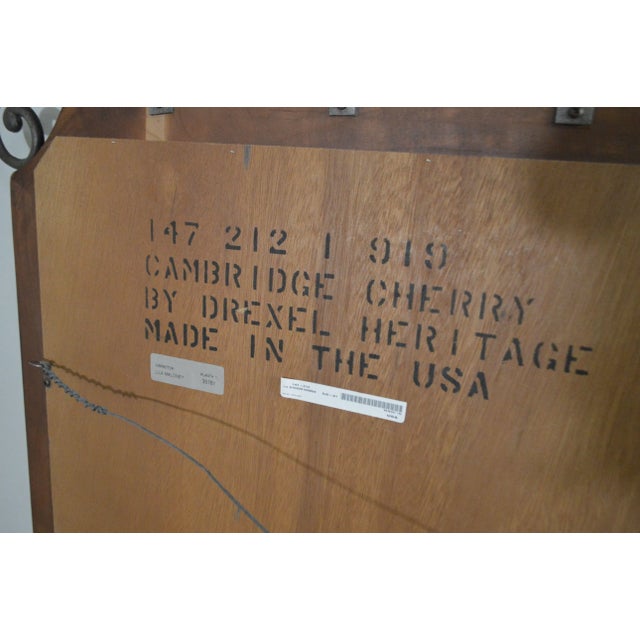 147 212 1 919
CAMBRIDGE CHERRY
BY DREXEL HERITAGE
MADE IN THE USA